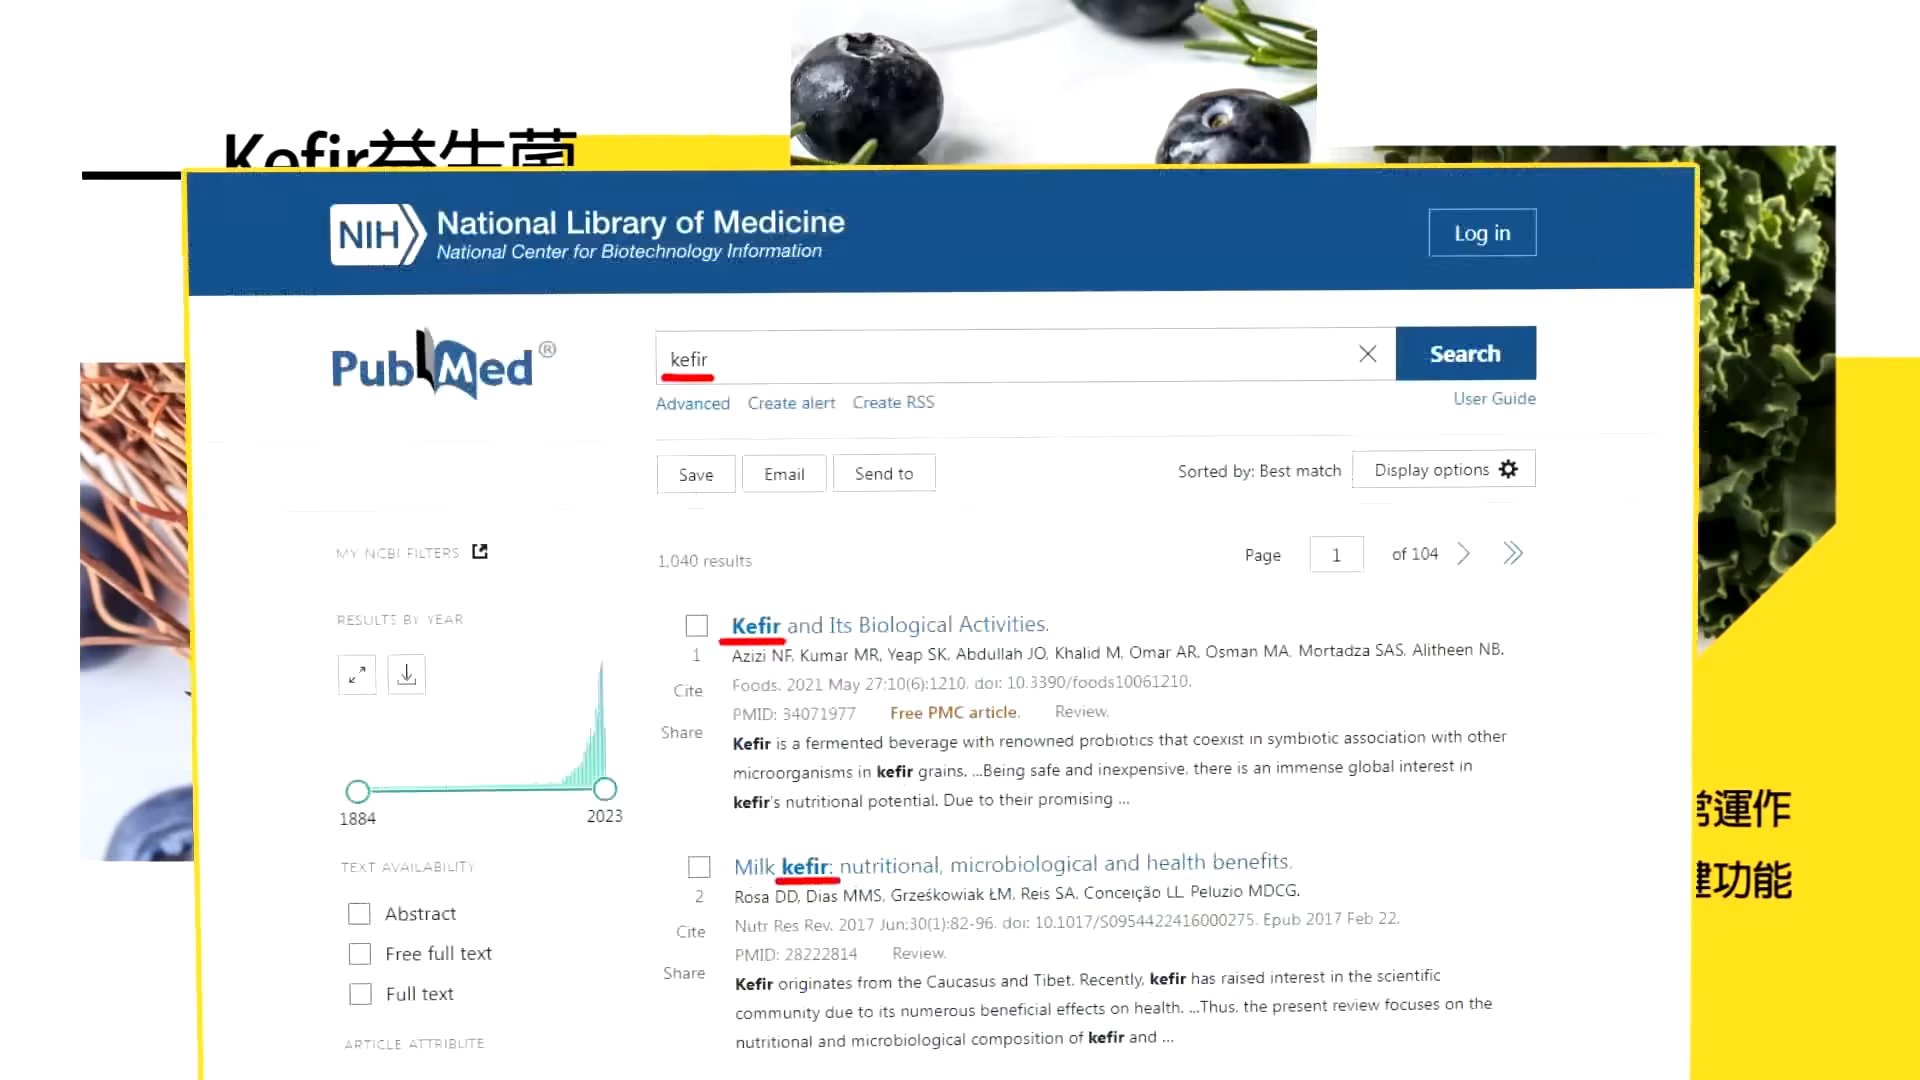 Kefir益生菌
NIH National Library of Medicine
National Center for Biotechnology Information
Log in
PubMed®
kefir
Search
Advanced Create alert Create RSS
User Guide
Save Email Send to
Sorted by: Best match Display options
MY NCBI FILTERS
1,040 results
Page 1 of 104
RESULTS BY YEAR
1884 2023
TEXT AVAILABILITY
Abstract
Free full text
Full text
ARTICLE ATTRIBUTE
Kefir and Its Biological Activities.
1
Azizi NF, Kumar MR, Yeap SK, Abdullah JO, Khalid M, Omar AR, Osman MA, Mortadza SAS, Alitheen NB.
Cite
Foods. 2021 May 27;10(6):1210. doi: 10.3390/foods10061210.
PMID: 34071977 Free PMC article. Review.
Share
Kefir is a fermented beverage with renowned probiotics that coexist in symbiotic association with other
microorganisms in kefir grains. ...Being safe and inexpensive, there is an immense global interest in
kefir's nutritional potential. Due to their promising ...
Milk kefir: nutritional, microbiological and health benefits.
2
Rosa DD, Dias MMS, Grześkowiak ŁM, Reis SA, Conceição LL, Peluzio MDCG.
Cite
Nutr Res Rev. 2017 Jun;30(1):82-96. doi: 10.1017/S0954422416000275. Epub 2017 Feb 22.
PMID: 28222814 Review.
Share
Kefir originates from the Caucasus and Tibet. Recently, kefir has raised interest in the scientific
community due to its numerous beneficial effects on health. ...Thus, the present review focuses on the
nutritional and microbiological composition of kefir and ...
常運作
功能